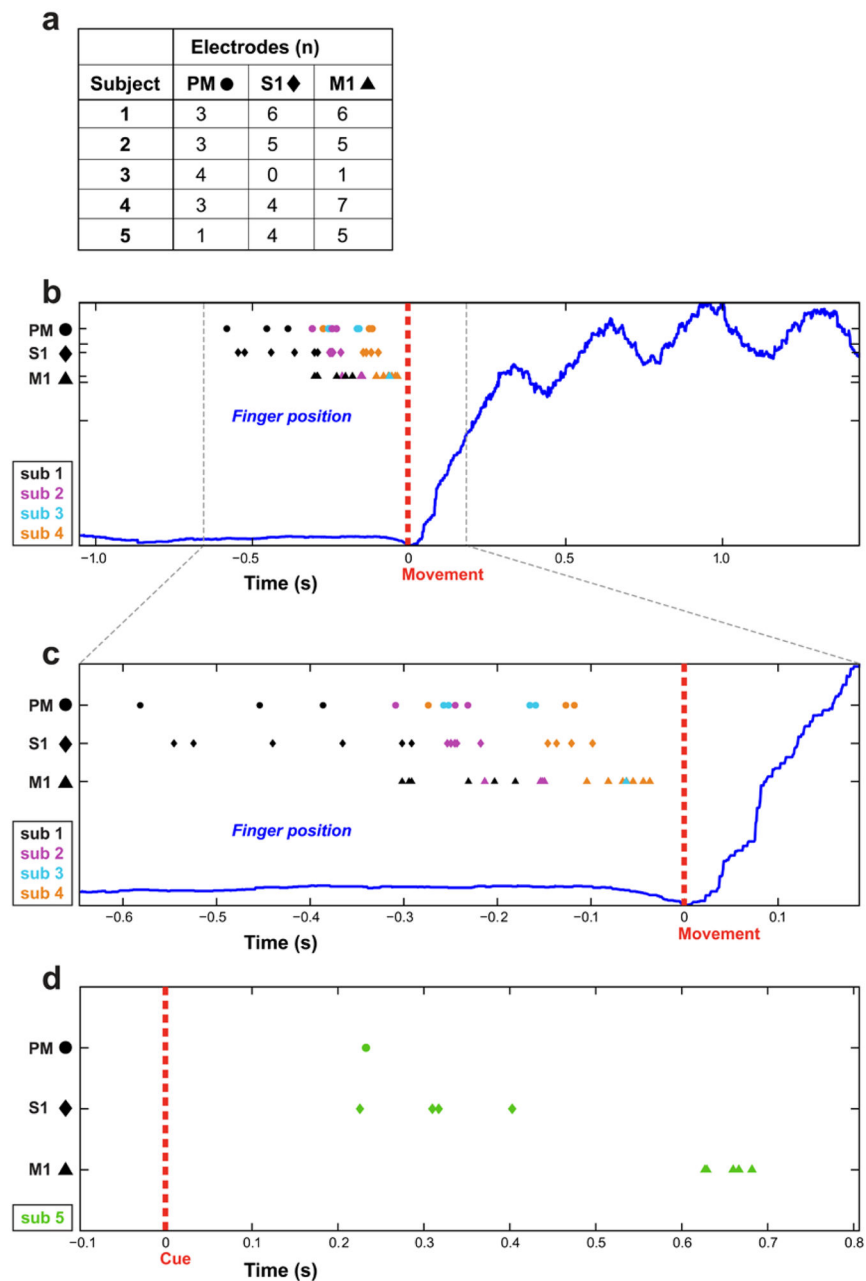 a
Electrodes (n)
Subject PM ● S1 ♦ M1 ▲
1 3 6 6
2 3 5 5
3 4 0 1
4 3 4 7
5 1 4 5
b
PM ●
S1 ♦
M1 ▲
Finger position
sub 1
sub 2
sub 3
sub 4
−1.0 −0.5 0 0.5 1.0
Movement
Time (s)
c
PM ●
S1 ♦
M1 ▲
Finger position
sub 1
sub 2
sub 3
sub 4
−0.6 −0.5 −0.4 −0.3 −0.2 −0.1 0 0.1
Movement
Time (s)
d
PM ●
S1 ♦
M1 ▲
sub 5
−0.1 0 0.1 0.2 0.3 0.4 0.5 0.6 0.7 0.8
Cue
Time (s)